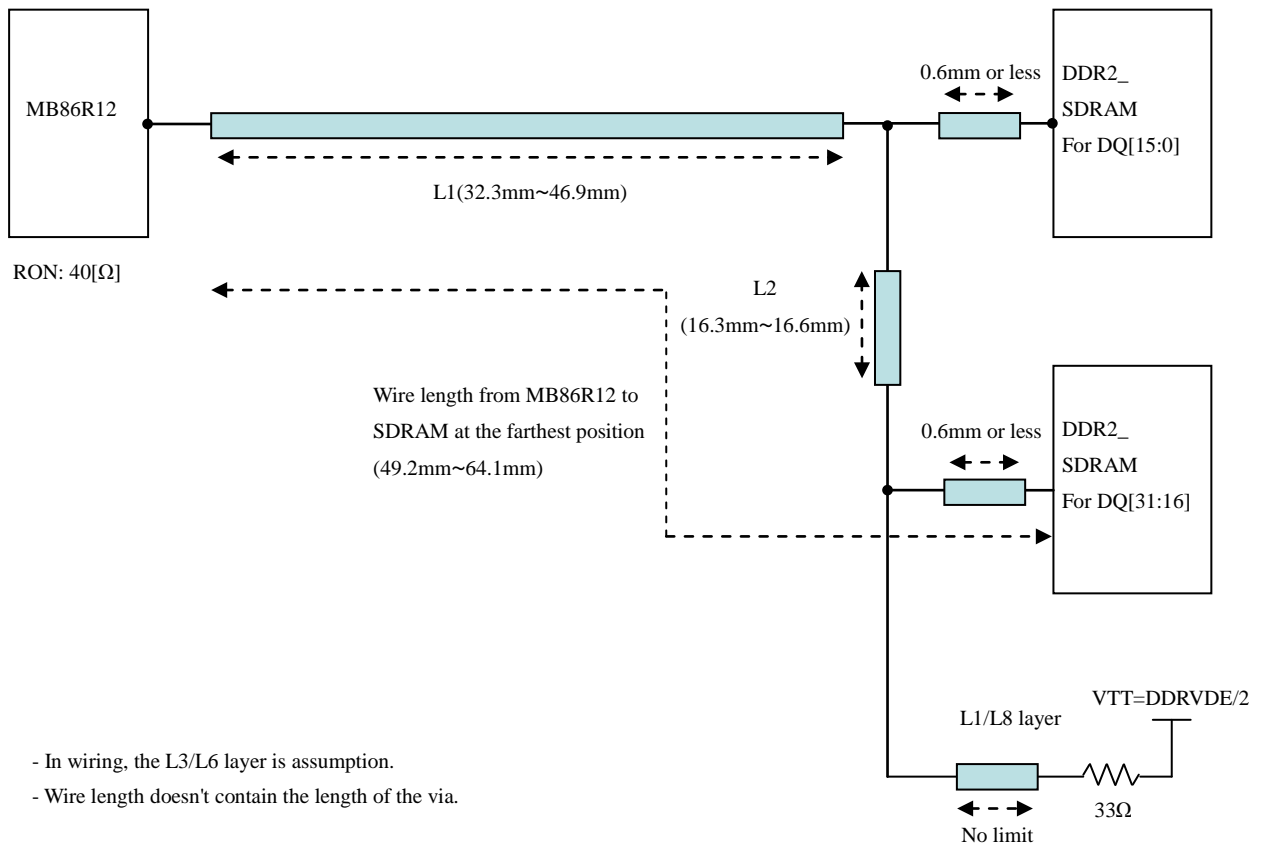 MB86R12
RON: 40[Ω]
L1(32.3mm~46.9mm)
0.6mm or less
DDR2_
SDRAM
For DQ[15:0]
L2
(16.3mm~16.6mm)
Wire length from MB86R12 to
SDRAM at the farthest position
(49.2mm~64.1mm)
0.6mm or less
DDR2_
SDRAM
For DQ[31:16]
VTT=DDRVDE/2
L1/L8 layer
33Ω
No limit
- In wiring, the L3/L6 layer is assumption.
- Wire length doesn't contain the length of the via.